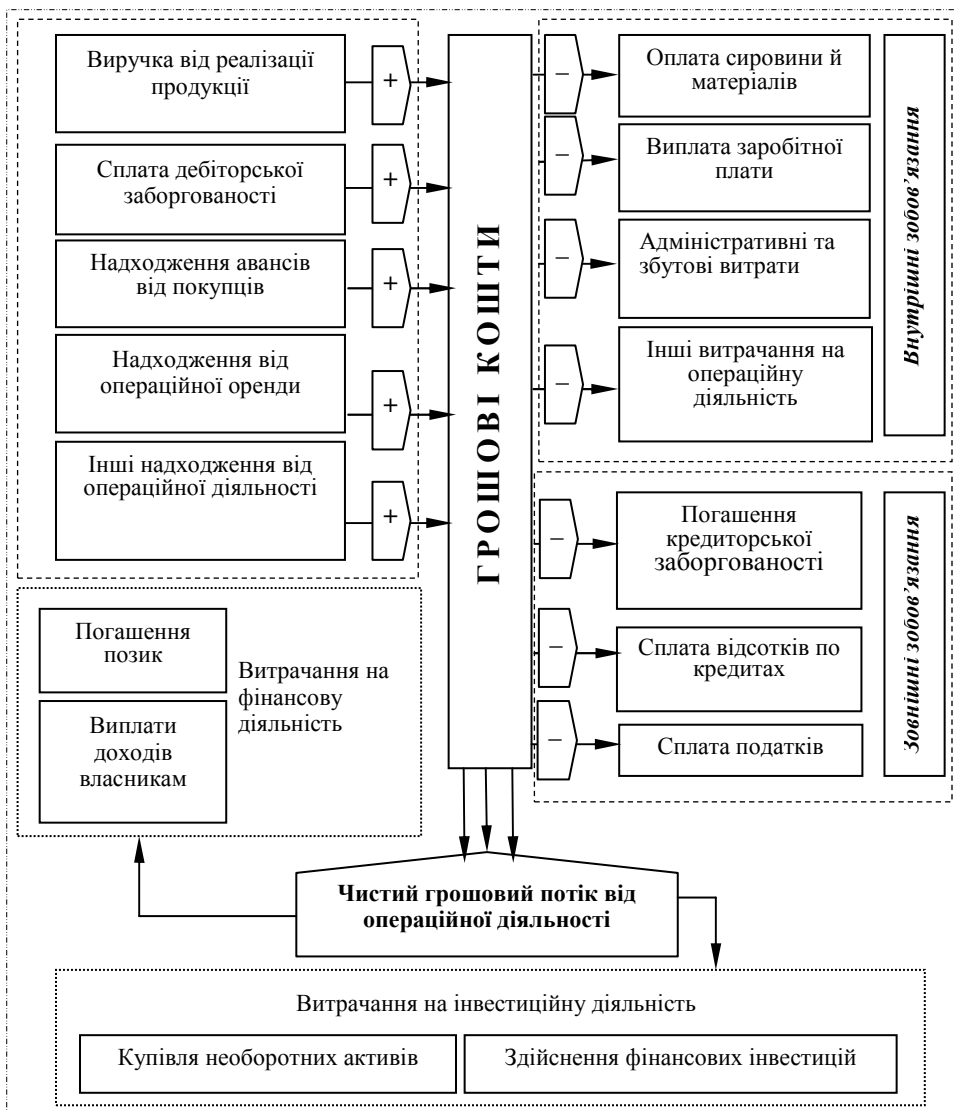 Виручка від реалізації
продукції
+
Сплата дебіторської
заборгованості
+
Надходження авансів
від покупців
+
Надходження від
операційної оренди
+
Інші надходження від
операційної діяльності
+
ГРОШОВІ КОШТИ
–
Оплата сировини й
матеріалів
–
Виплата заробітної
плати
–
Адміністративні та
збутові витрати
–
Інші витрачання на
операційну
діяльність
Внутрішні зобов’язання
–
Погашення
кредиторської
заборгованості
–
Сплата відсотків по
кредитах
–
Сплата податків
Зовнішні зобов’язання
Погашення
позик
Виплати
доходів
власникам
Витрачання на
фінансову
діяльність
Чистий грошовий потік від
операційної діяльності
Витрачання на інвестиційну діяльність
Купівля необоротних активів
Здійснення фінансових інвестицій